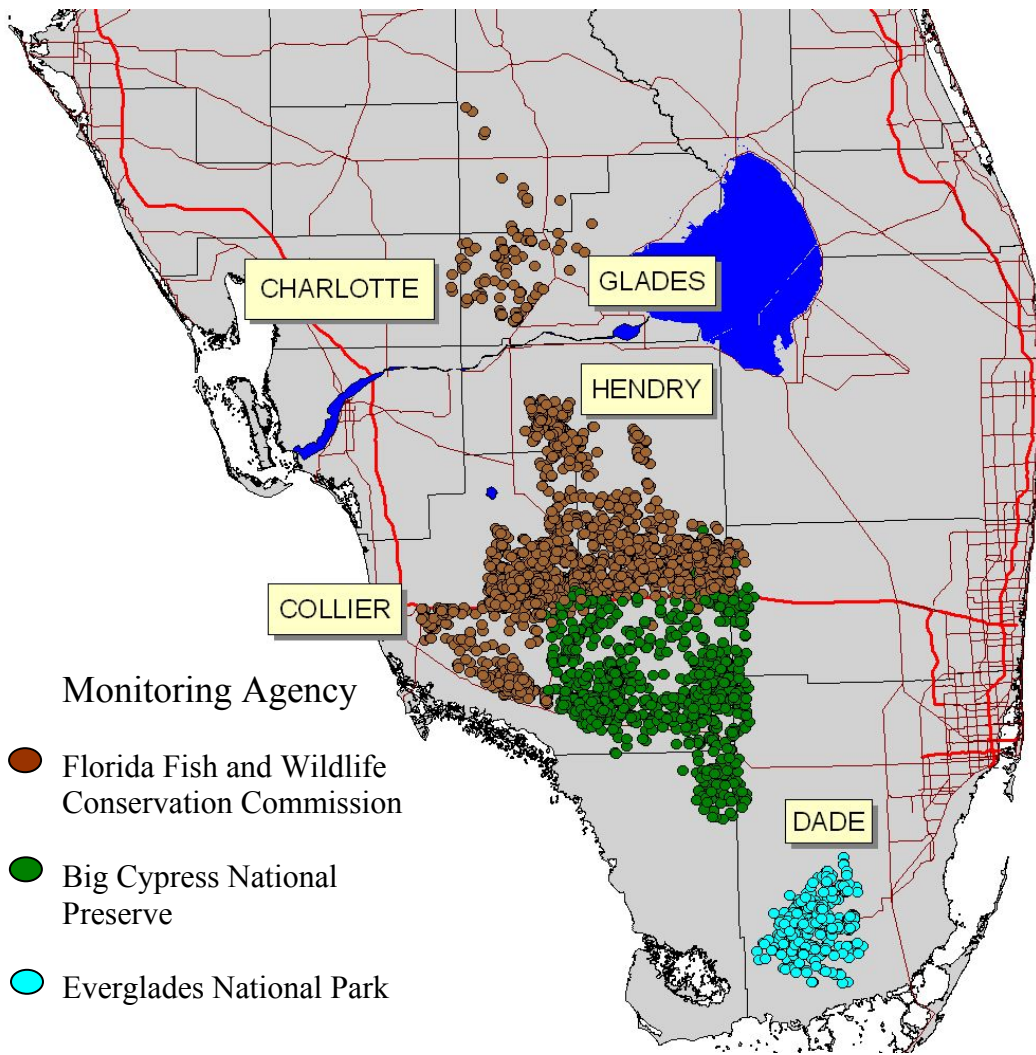 CHARLOTTE
GLADES
HENDRY
COLLIER
Monitoring Agency
Florida Fish and Wildlife
Conservation Commission
DADE
Big Cypress National
Preserve
Everglades National Park